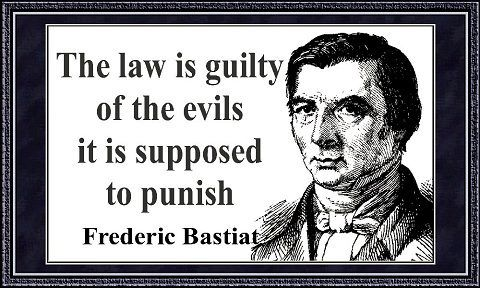 The law is guilty
of the evils
it is supposed
to punish
Frederic Bastiat